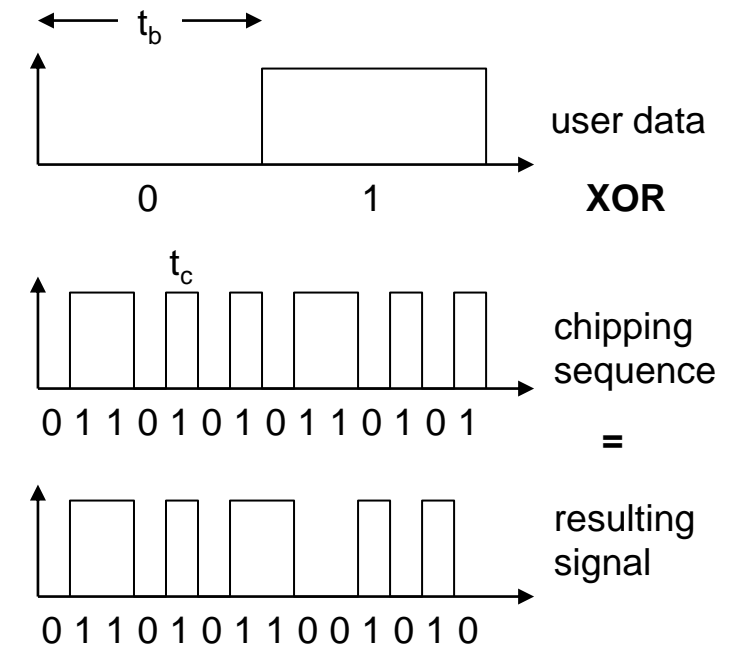 t_b
user data
0 1 XOR
t_c
chipping
sequence
0 1 1 0 1 0 1 0 1 1 0 1 0 1
=
resulting
signal
0 1 1 0 1 0 1 1 0 0 1 0 1 0